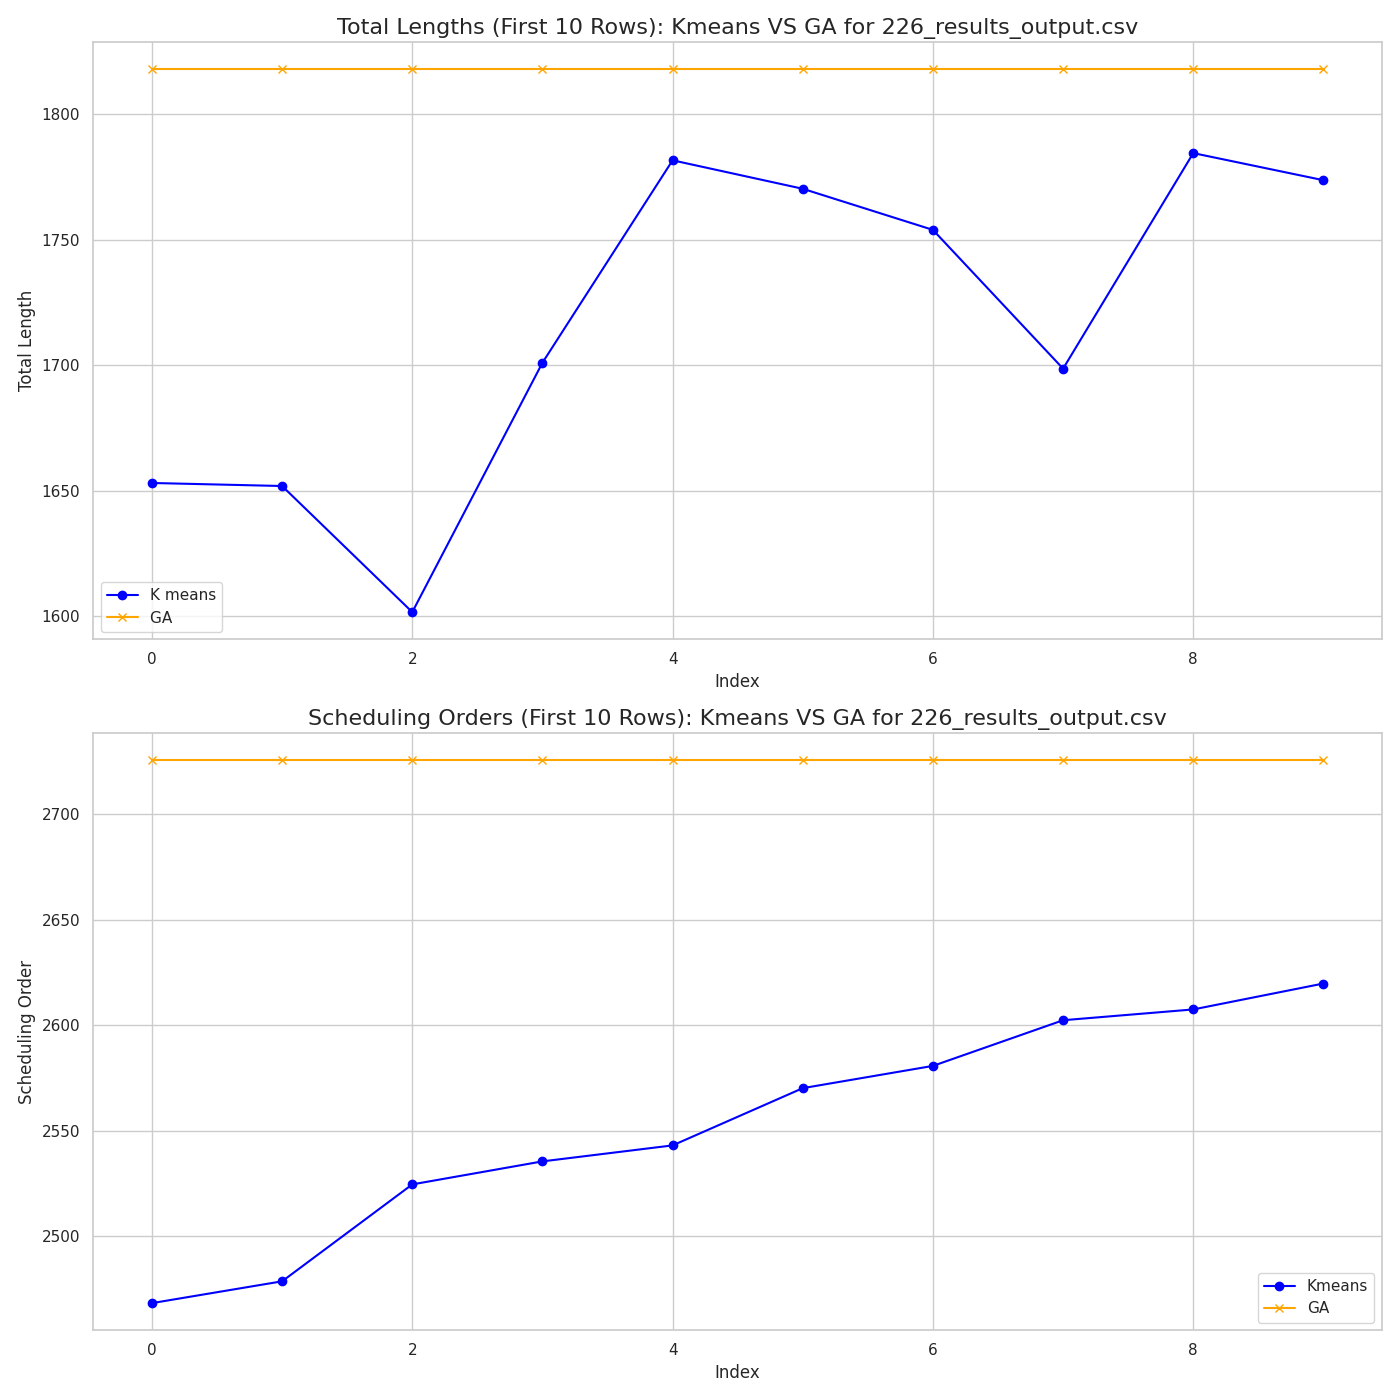 Total Lengths (First 10 Rows): Kmeans VS GA for 226_results_output.csv
Total Length
1800
1750
1700
1650
1600
K means
GA
0 2 4 6 8
Index
Scheduling Orders (First 10 Rows): Kmeans VS GA for 226_results_output.csv
Scheduling Order
2700
2650
2600
2550
2500
Kmeans
GA
0 2 4 6 8
Index